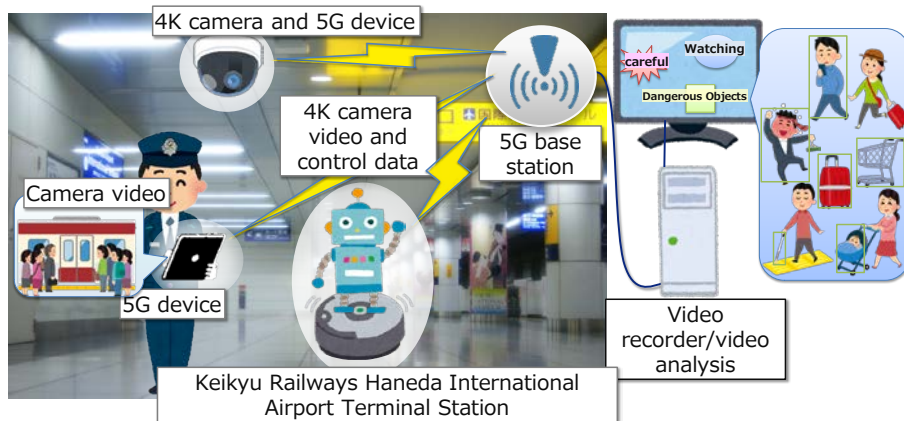 4K camera and 5G device
careful
Watching
Dangerous Objects
4K camera
video and
control data
5G base
station
Camera video
5G device
Video
recorder/video
analysis
Keikyu Railways Haneda International
Airport Terminal Station